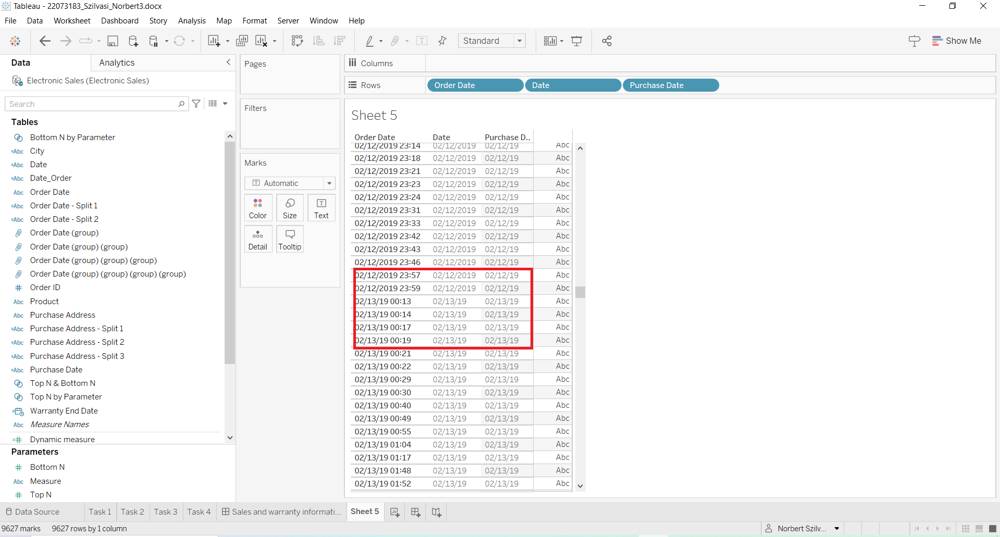 Tableau - 22073183_Szilvasi_Norbert3.docx
File Data Worksheet Dashboard Story Analysis Map Format Server Window Help
Standard
Show Me
Data Analytics
Electronic Sales (Electronic Sales)
Search
Tables
Bottom N by Parameter
City
Date
Date_Order
Order Date
Order Date - Split 1
Order Date - Split 2
Order Date (group)
Order Date (group) (group)
Order Date (group) (group) (group)
Order Date (group) (group) (group) (group)
Order ID
Product
Purchase Address
Purchase Address - Split 1
Purchase Address - Split 2
Purchase Address - Split 3
Purchase Date
Top N & Bottom N
Top N by Parameter
Warranty End Date
Measure Names
Dynamic measure
Parameters
Bottom N
Measure
Top N
Pages
Filters
Marks
Automatic
Color Size Text
Detail Tooltip
Columns
Rows Order Date Date Purchase Date
Sheet 5
Order Date Date Purchase D..
02/12/2019 23:14 02/12/2019 02/12/19 Abc
02/12/2019 23:18 02/12/2019 02/12/19 Abc
02/12/2019 23:21 02/12/2019 02/12/19 Abc
02/12/2019 23:23 02/12/2019 02/12/19 Abc
02/12/2019 23:24 02/12/2019 02/12/19 Abc
02/12/2019 23:31 02/12/2019 02/12/19 Abc
02/12/2019 23:33 02/12/2019 02/12/19 Abc
02/12/2019 23:42 02/12/2019 02/12/19 Abc
02/12/2019 23:43 02/12/2019 02/12/19 Abc
02/12/2019 23:46 02/12/2019 02/12/19 Abc
02/12/2019 23:57 02/12/2019 02/12/19 Abc
02/12/2019 23:59 02/12/2019 02/12/19 Abc
02/13/19 00:13 02/13/19 02/13/19 Abc
02/13/19 00:14 02/13/19 02/13/19 Abc
02/13/19 00:17 02/13/19 02/13/19 Abc
02/13/19 00:19 02/13/19 02/13/19 Abc
02/13/19 00:21 02/13/19 02/13/19 Abc
02/13/19 00:22 02/13/19 02/13/19 Abc
02/13/19 00:29 02/13/19 02/13/19 Abc
02/13/19 00:30 02/13/19 02/13/19 Abc
02/13/19 00:40 02/13/19 02/13/19 Abc
02/13/19 00:49 02/13/19 02/13/19 Abc
02/13/19 00:55 02/13/19 02/13/19 Abc
02/13/19 01:04 02/13/19 02/13/19 Abc
02/13/19 01:17 02/13/19 02/13/19 Abc
02/13/19 01:48 02/13/19 02/13/19 Abc
02/13/19 01:52 02/13/19 02/13/19 Abc
Data Source Task 1 Task 2 Task 3 Task 4 Sales and warranty informati... Sheet 5
9627 marks 9627 rows by 1 column Norbert Szilv...